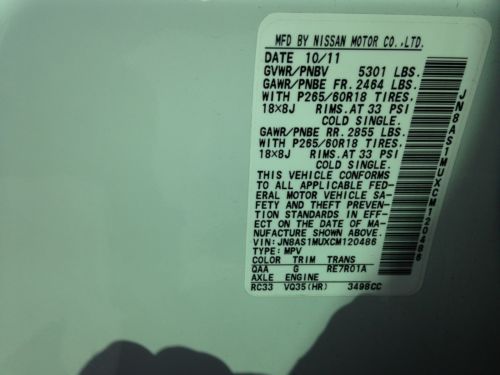 MFD BY NISSAN MOTOR CO.,LTD.
DATE 10/11
GVWR/PNBV 5301 LBS.
GAWR/PNBE FR. 2464 LBS.
WITH P265/60R18 TIRES.
18x8J RIMS. AT 33 PSI
COLD SINGLE.
GAWR/PNBE RR. 2855 LBS.
WITH P265/60R18 TIRES.
18x8J RIMS. AT 33 PSI
COLD SINGLE.
THIS VEHICLE CONFORMS
TO ALL APPLICABLE FED-
ERAL MOTOR VEHICLE SA-
FETY AND THEFT PREVENTION
STANDARDS IN EFF-
ECT ON THE DATE OF MA-
NUFACTURE SHOWN ABOVE.
VIN:JN8AS1MUXCM120486
TYPE:MPV
COLOR TRIM TRANS
QAA G RE7R01A
AXLE ENGINE
RC33 VQ35(HR) 3498CC
JN8AS1MUXCM120486